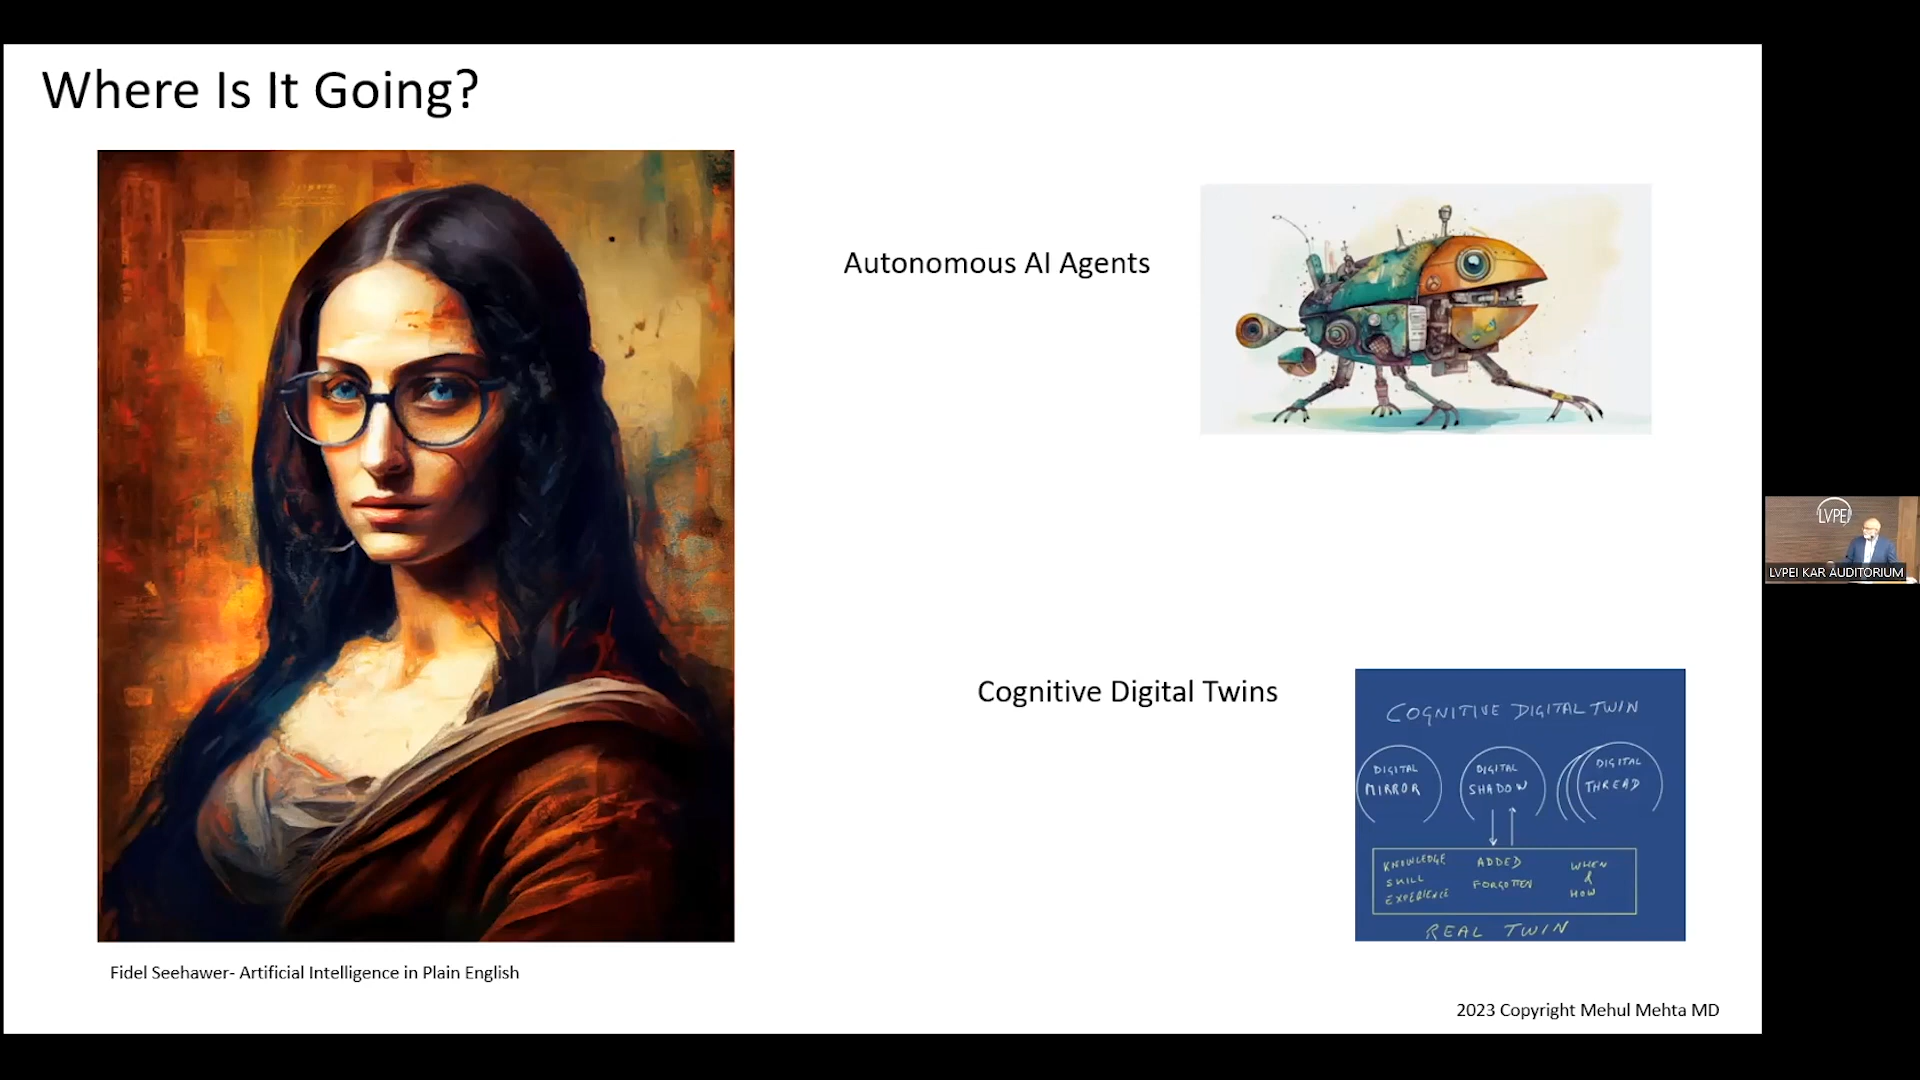 Where Is It Going?
Autonomous AI Agents
Cognitive Digital Twins
COGNITIVE DIGITAL TWIN
DIGITAL MIRROR
DIGITAL SHADOW
DIGITAL THREAD
KNOWLEDGE
SKILL
EXPERIENCE
ADDED
FORGOTTEN
WHEN
&
HOW
REAL TWIN
Fidel Seehawer- Artificial Intelligence in Plain English
2023 Copyright Mehul Mehta MD
LVPEI
LVPEI KAR AUDITORIUM